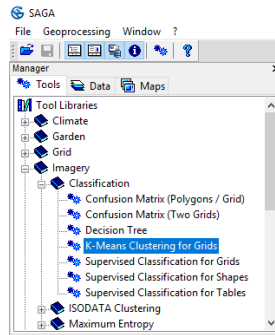 SAGA
File Geoprocessing Window ?
Manager
Tools Data Maps
Tool Libraries
Climate
Garden
Grid
Imagery
Classification
Confusion Matrix (Polygons / Grid)
Confusion Matrix (Two Grids)
Decision Tree
K-Means Clustering for Grids
Supervised Classification for Grids
Supervised Classification for Shapes
Supervised Classification for Tables
ISODATA Clustering
Maximum Entropy